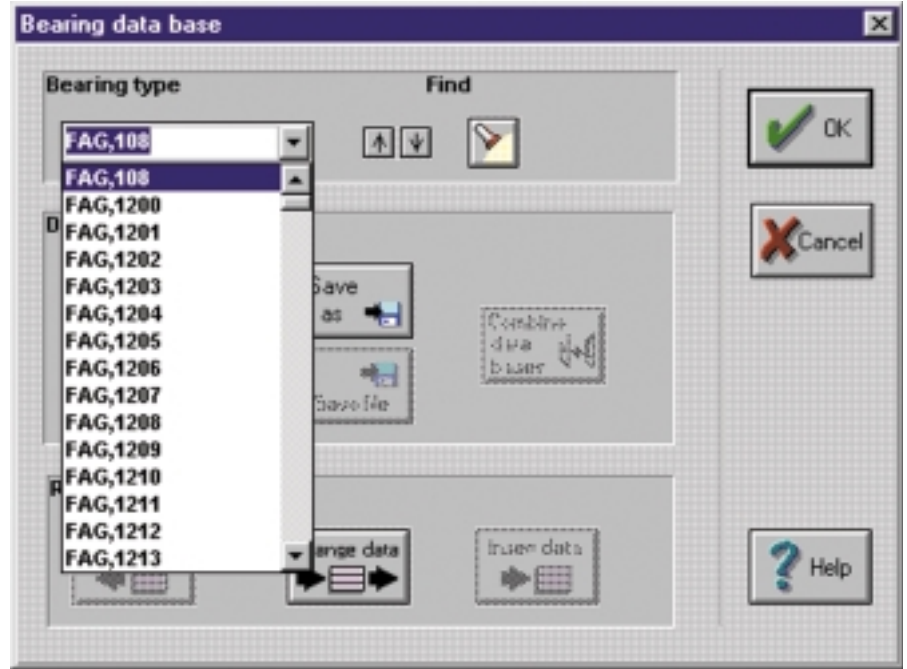 Bearing data base
Bearing type
Find
FAG,108
OK
FAG,108
FAG,1200
FAG,1201
FAG,1202
FAG,1203
FAG,1204
FAG,1205
FAG,1206
FAG,1207
FAG,1208
FAG,1209
FAG,1210
FAG,1211
FAG,1212
FAG,1213
D
Cancel
Save
as
Combine
data
bases
Save file
R
ange data
Insert data
Help